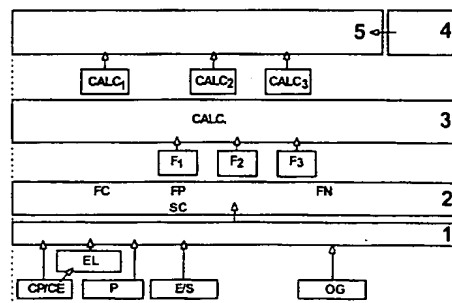 5 4
CALC1 CALC2 CALC3
CALC. 3
F1 F2 F3
FC FP FN 2
SC
1
EL
CP/CE P E/S OG